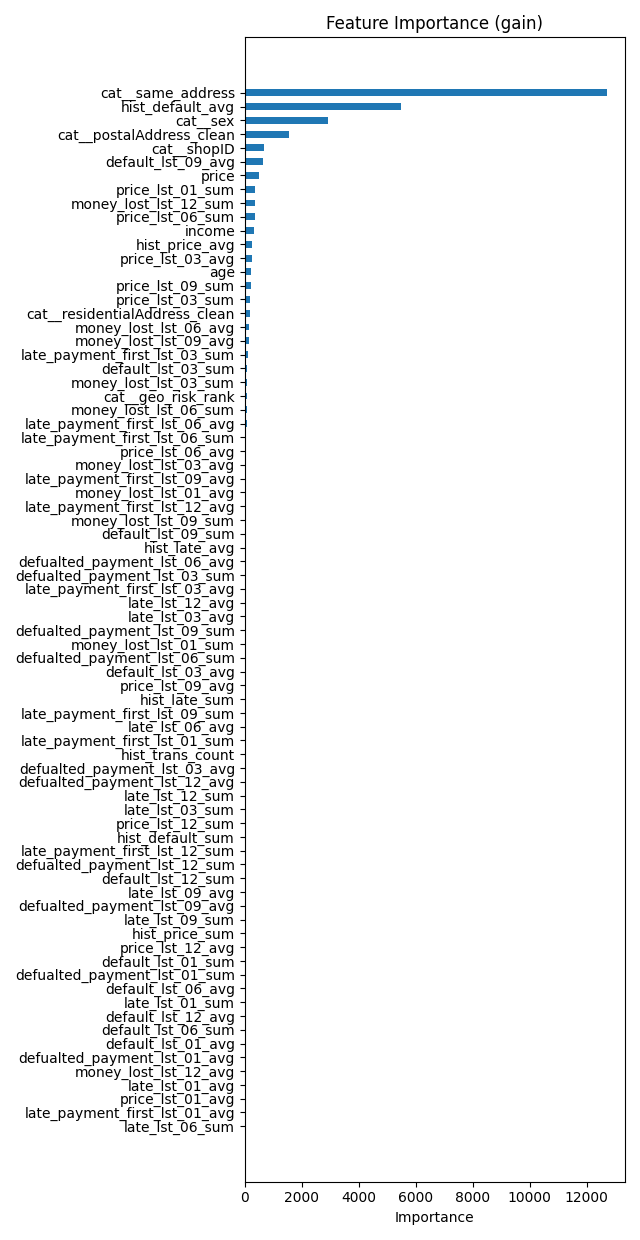 Feature Importance (gain)
cat__same_address
hist_default_avg
cat__sex
cat__postalAddress_clean
cat__shopID
default_lst_09_avg
price
price_lst_01_sum
money_lost_lst_12_sum
price_lst_06_sum
income
hist_price_avg
price_lst_03_avg
age
price_lst_09_sum
price_lst_03_sum
cat__residentialAddress_clean
money_lost_lst_06_avg
money_lost_lst_09_avg
late_payment_first_lst_03_sum
default_lst_03_sum
money_lost_lst_03_sum
cat__geo_risk_rank
money_lost_lst_06_sum
late_payment_first_lst_06_avg
late_payment_first_lst_06_sum
price_lst_06_avg
money_lost_lst_03_avg
late_payment_first_lst_09_avg
money_lost_lst_01_avg
late_payment_first_lst_12_avg
money_lost_lst_09_sum
default_lst_09_sum
hist_late_avg
defualted_payment_lst_06_avg
defualted_payment_lst_03_sum
late_payment_first_lst_03_avg
late_lst_12_avg
late_lst_03_avg
defualted_payment_lst_09_sum
money_lost_lst_01_sum
defualted_payment_lst_06_sum
default_lst_03_avg
price_lst_09_avg
hist_late_sum
late_payment_first_lst_09_sum
late_lst_06_avg
late_payment_first_lst_01_sum
hist_trans_count
defualted_payment_lst_03_avg
defualted_payment_lst_12_avg
late_lst_12_sum
late_lst_03_sum
price_lst_12_sum
hist_default_sum
late_payment_first_lst_12_sum
defualted_payment_lst_12_sum
default_lst_12_sum
late_lst_09_avg
defualted_payment_lst_09_avg
late_lst_09_sum
hist_price_sum
price_lst_12_avg
default_lst_01_sum
defualted_payment_lst_01_sum
default_lst_06_avg
late_lst_01_sum
default_lst_12_avg
default_lst_06_sum
default_lst_01_avg
defualted_payment_lst_01_avg
money_lost_lst_12_avg
late_lst_01_avg
price_lst_01_avg
late_payment_first_lst_01_avg
late_lst_06_sum
0 2000 4000 6000 8000 10000 12000
Importance